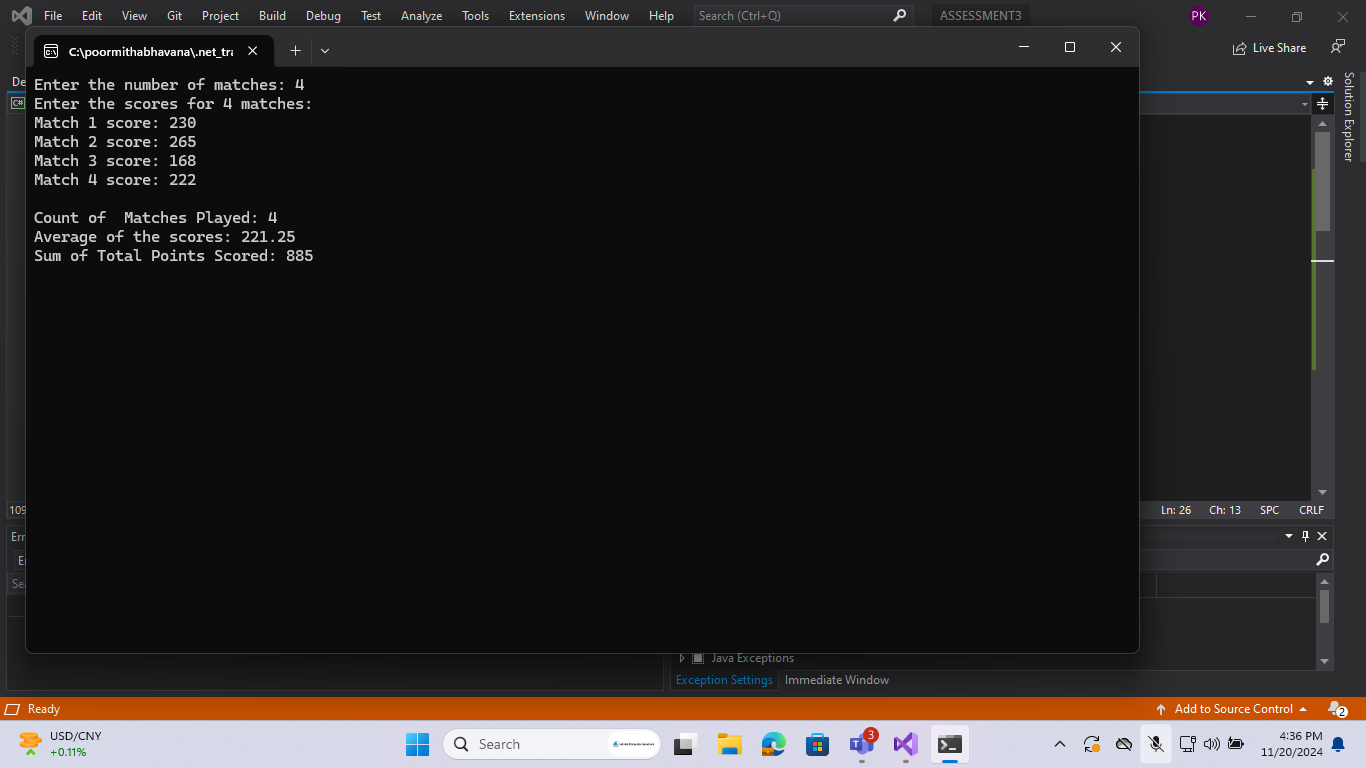 File Edit View Git Project Build Debug Test Analyze Tools Extensions Window Help Search (Ctrl+Q) ASSESSMENT3 PK
C:\poormithabhavana\.net_tra
Live Share
De
C#
Solution Explorer
Enter the number of matches: 4
Enter the scores for 4 matches:
Match 1 score: 230
Match 2 score: 265
Match 3 score: 168
Match 4 score: 222
Count of  Matches Played: 4
Average of the scores: 221.25
Sum of Total Points Scored: 885
109
Ln: 26 Ch: 13 SPC CRLF
Err
Se
Java Exceptions
Exception Settings Immediate Window
Ready
Add to Source Control 2
USD/CNY
+0.11%
Search
3
4:36 PM
11/20/2024